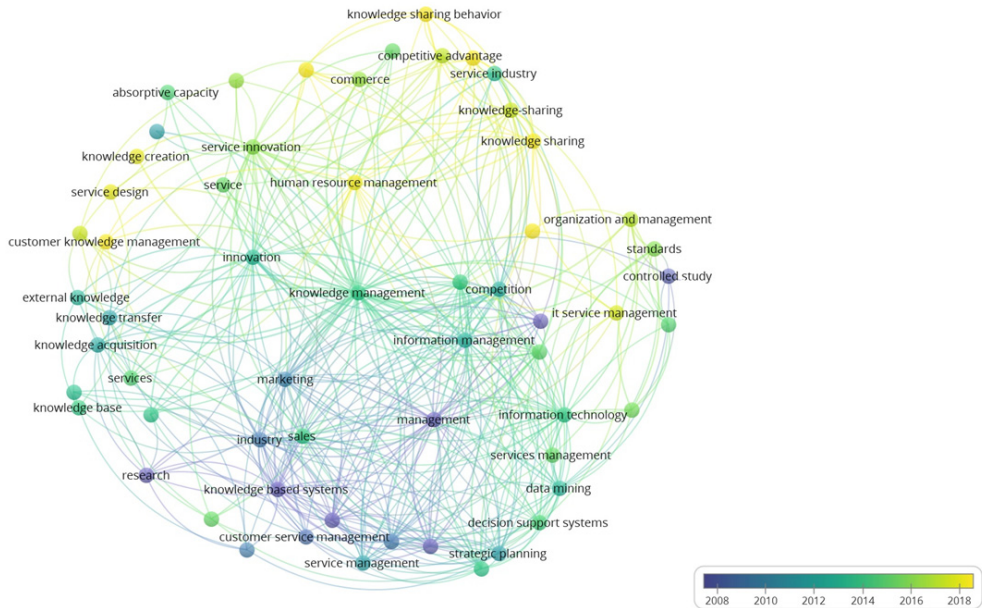 knowledge sharing behavior
competitive advantage
service industry
commerce
absorptive capacity
knowledge-sharing
knowledge sharing
service innovation
knowledge creation
service
human resource management
service design
organization and management
customer knowledge management
standards
innovation
controlled study
knowledge management
competition
external knowledge
it service management
knowledge transfer
information management
knowledge acquisition
services
marketing
knowledge base
information technology
management
industry
sales
services management
research
knowledge based systems
data mining
decision support systems
customer service management
strategic planning
service management
2008 2010 2012 2014 2016 2018